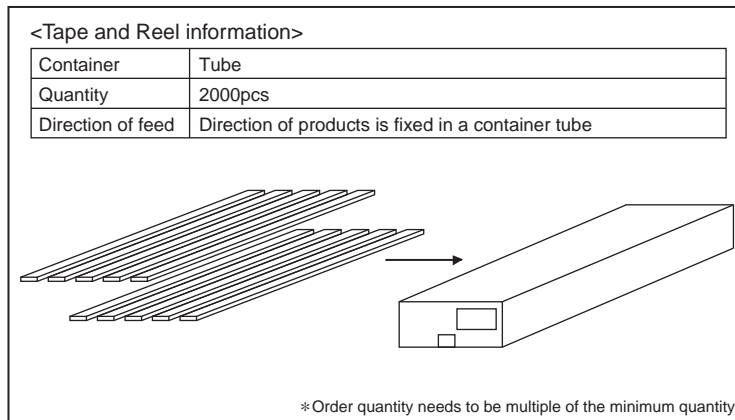 <Tape and Reel information>
Container Tube
Quantity 2000pcs
Direction of feed Direction of products is fixed in a container tube
*Order quantity needs to be multiple of the minimum quantity